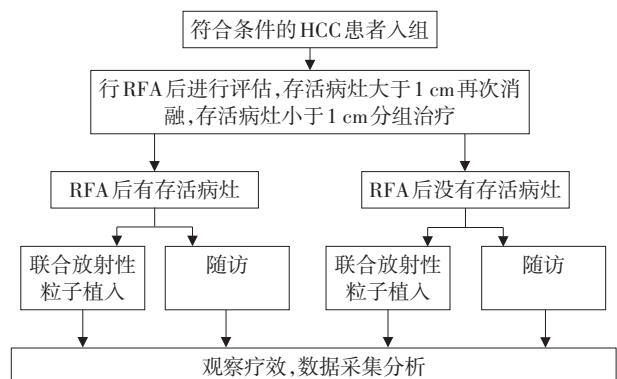 符合条件的HCC患者入组
行RFA后进行评估,存活病灶大于1 cm再次消
融,存活病灶小于1 cm分组治疗
RFA后有存活病灶
RFA后没有存活病灶
联合放射性
粒子植入
随访
联合放射性
粒子植入
随访
观察疗效,数据采集分析